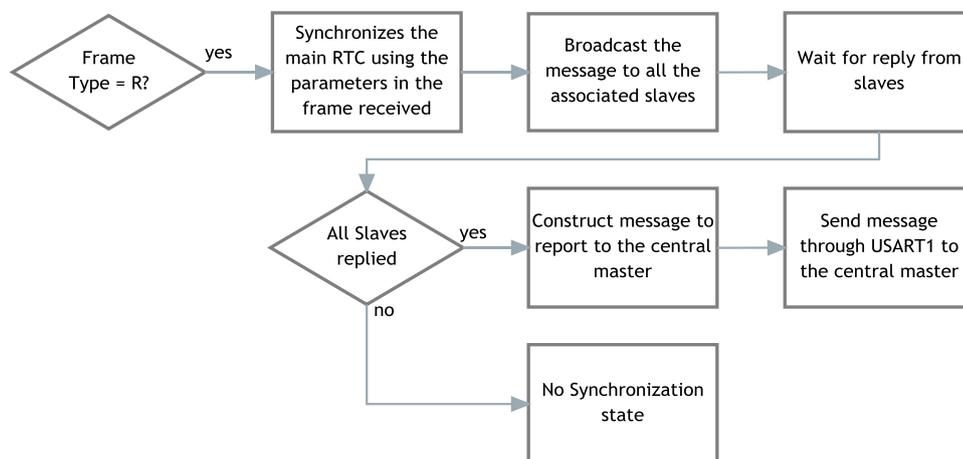 Frame
Type = R?
yes
Synchronizes the
main RTC using the
parameters in the
frame received
Broadcast the
message to all the
associated slaves
Wait for reply from
slaves
All Slaves
replied
yes
Construct message to
report to the central
master
Send message
through USART1 to
the central master
no
No Synchronization
state